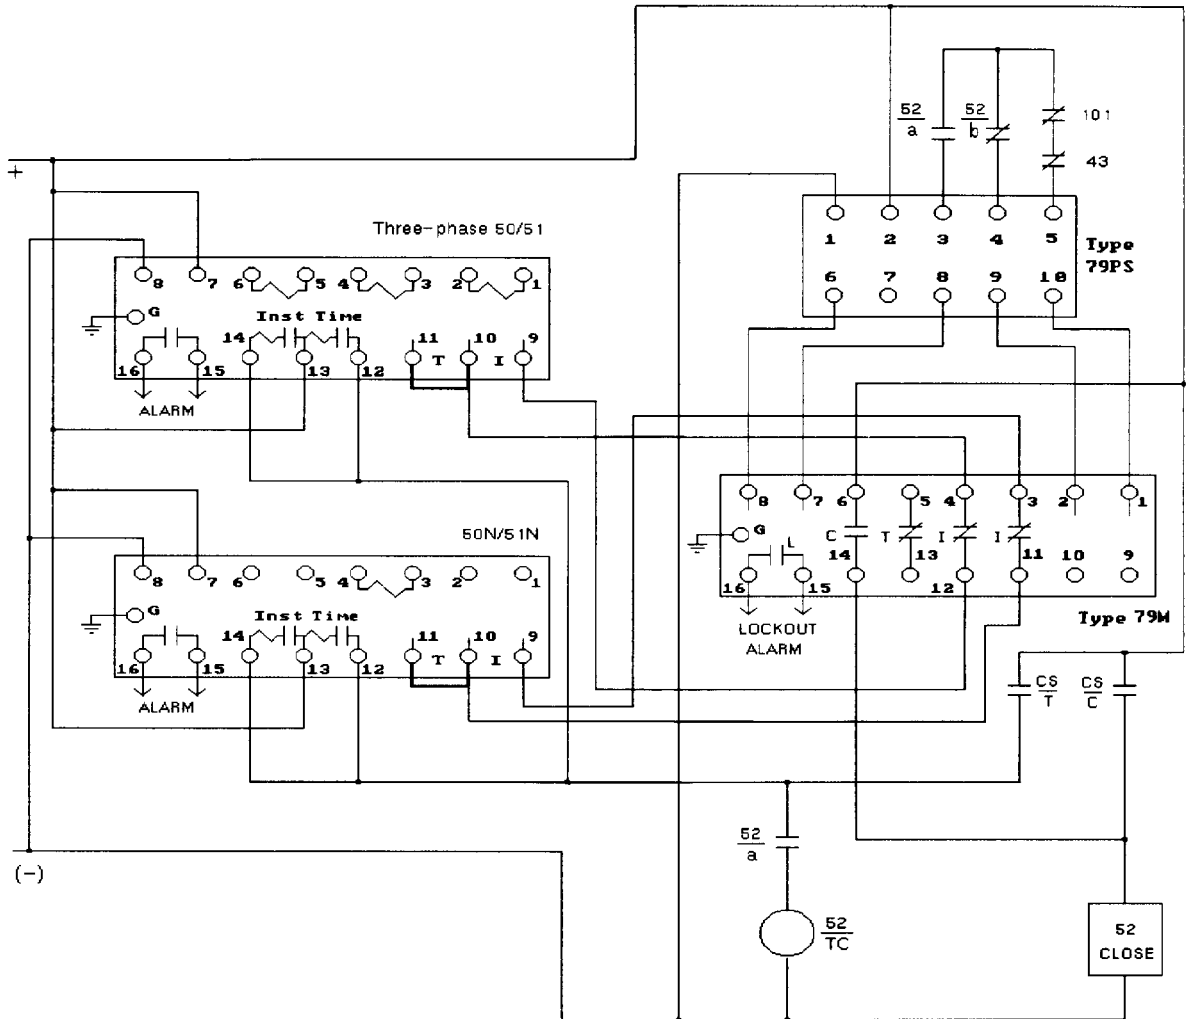 52 52
a b
101
43
+
Three-phase 50/51
1 2 3 4 5
Type
79PS
6 7 8 9 10
8 7 6 5 4 3 2 1
G
Inst Time
14 11 10 9
T I
16 15 13 12
ALARM
50N/51N
8 7 6 5 4 3 2 1
G
Inst Time
14 11 10 9
T I
16 15 13 12
ALARM
8 7 6 5 4 3 2 1
G
C T I I
L
14 13 11 10 9
16 15 12
LOCKOUT
ALARM
Type 79M
CS CS
T C
52
a
(-)
52
TC
52
CLOSE